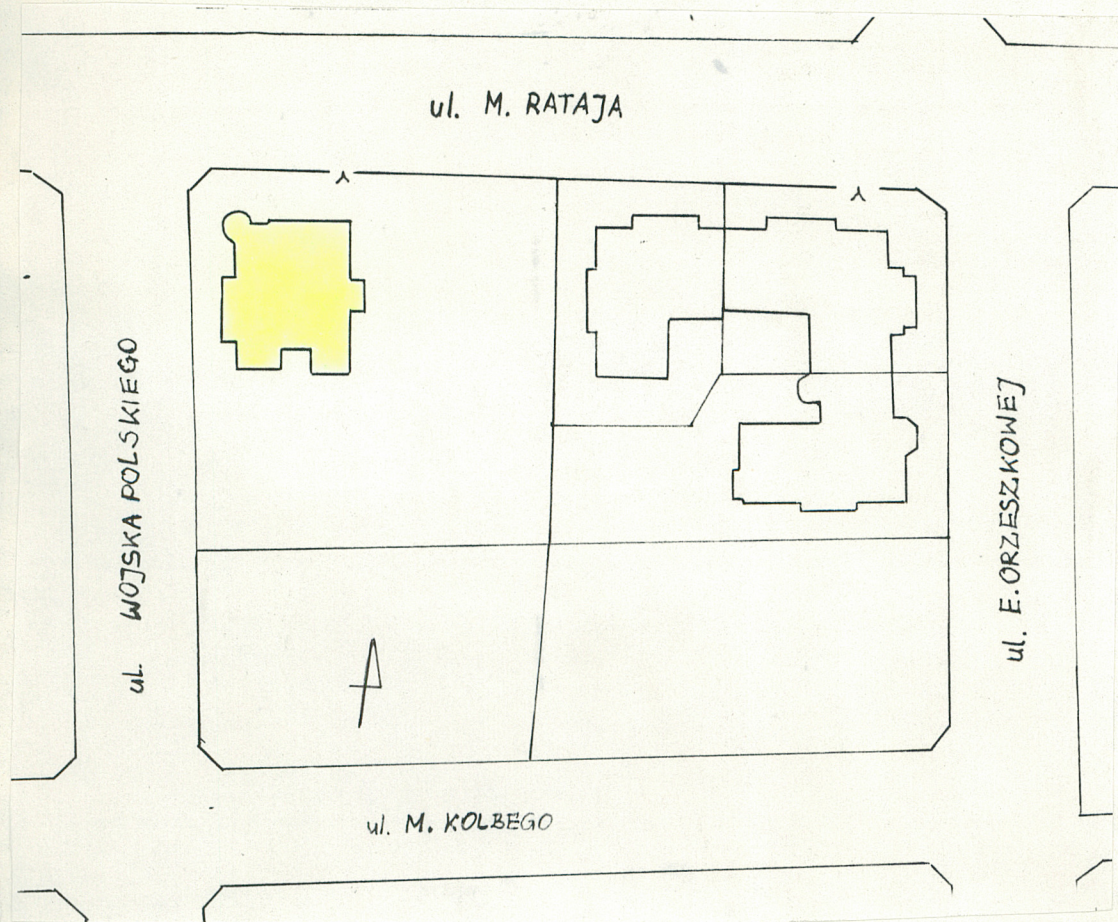 ul. M. RATAJA
ul. WOJSKA POLSKIEGO
ul. E. ORZESZKOWEJ
ul. M. KOLBEGO